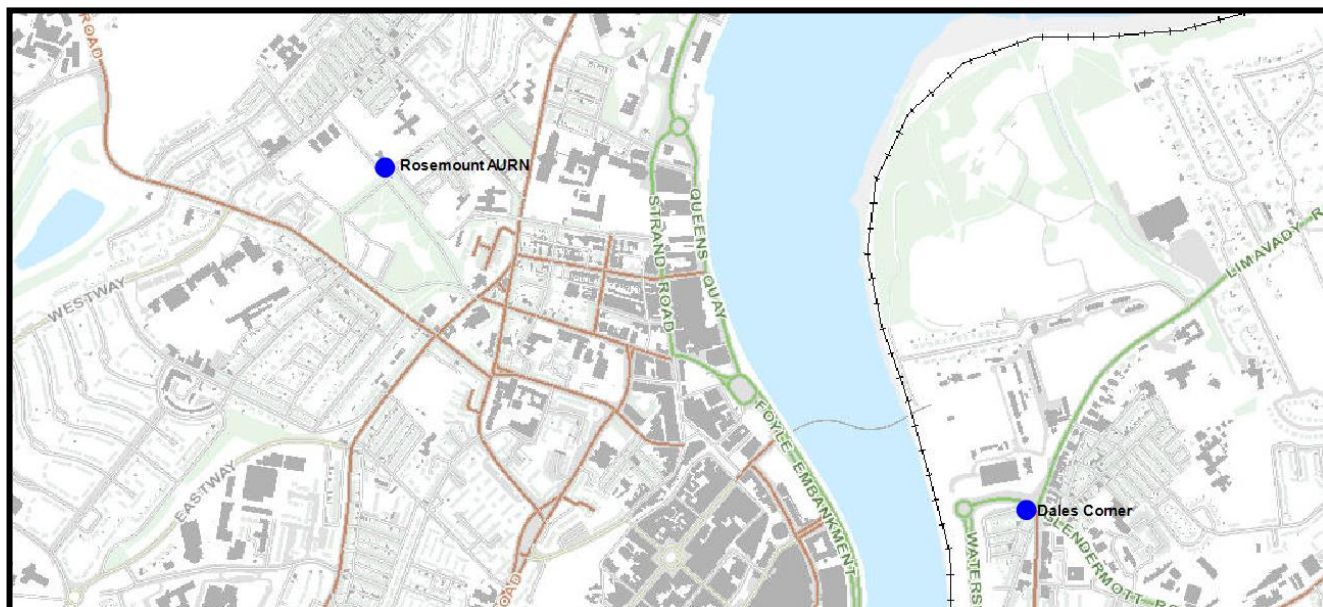 ROAD
Rosemount AURN
STRAND ROAD
QUEENS QUAY
LIMAVADY R
WESTWAY
FOYLE EMBANKMENT
EASTWAY
Dales Corner
GLENDERMOTT RO
WATERS
ROAD